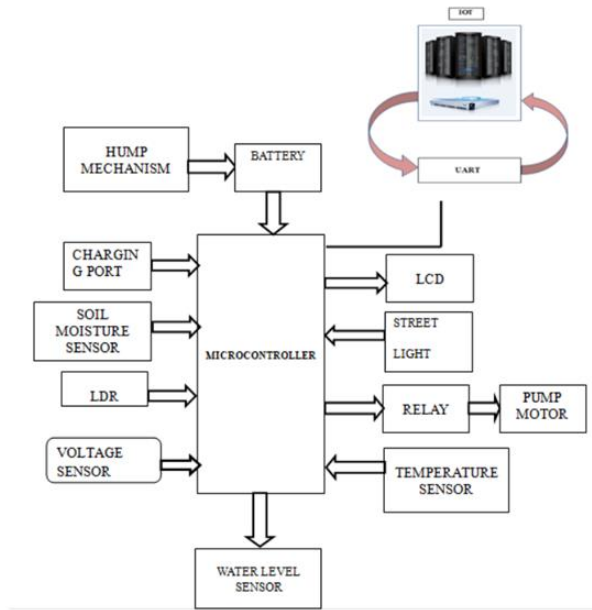 IOT
UART
HUMP
MECHANISM
BATTERY
CHARGIN
G PORT
SOIL
MOISTURE
SENSOR
LDR
VOLTAGE
SENSOR
MICROCONTROLLER
LCD
STREET
LIGHT
RELAY
PUMP
MOTOR
TEMPERATURE
SENSOR
WATER LEVEL
SENSOR